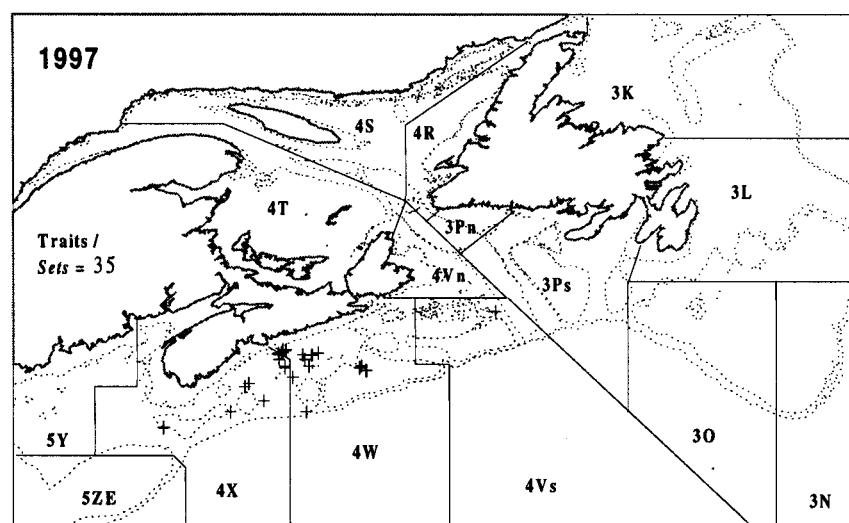 1997
3K
4S
4R
3L
4T
3Pn
Traits /
Sets = 35
4Vn
3Ps
5Y
4W
3O
5ZE
4X
4Vs
3N